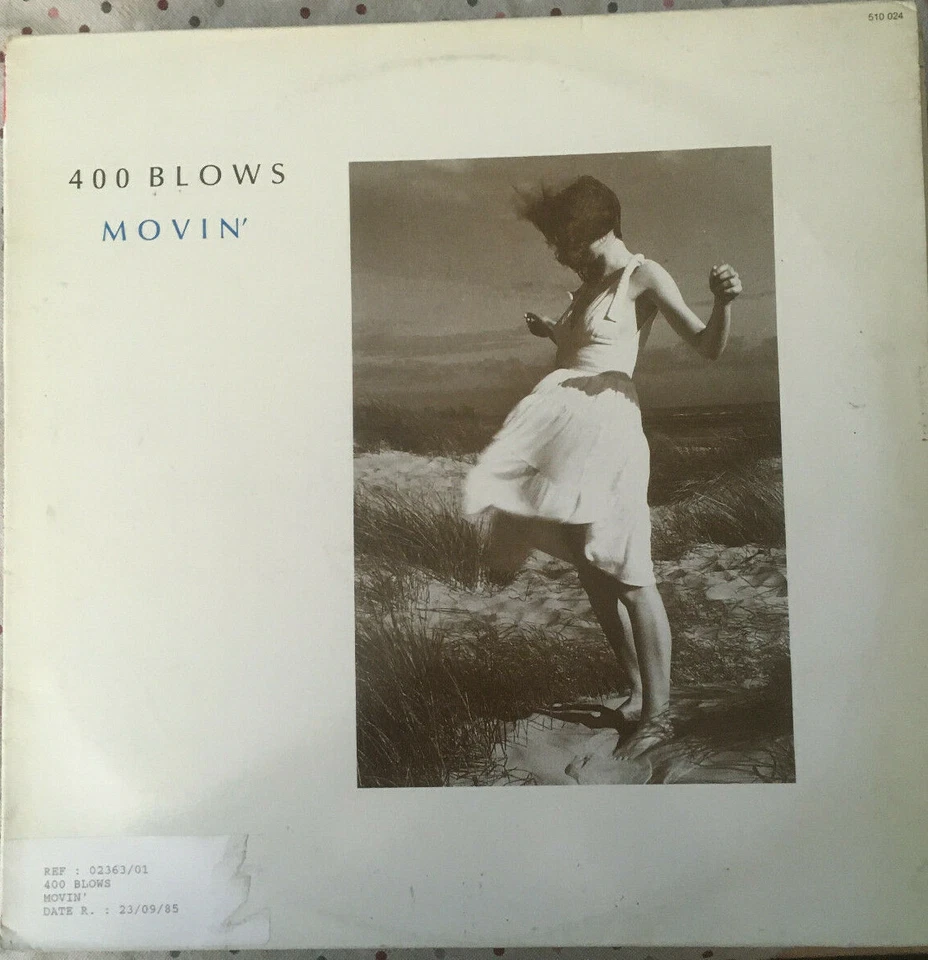 510 024
400 BLOWS
MOVIN'
REF : 02363/01
400 BLOWS
MOVIN'
DATE R. : 23/09/85